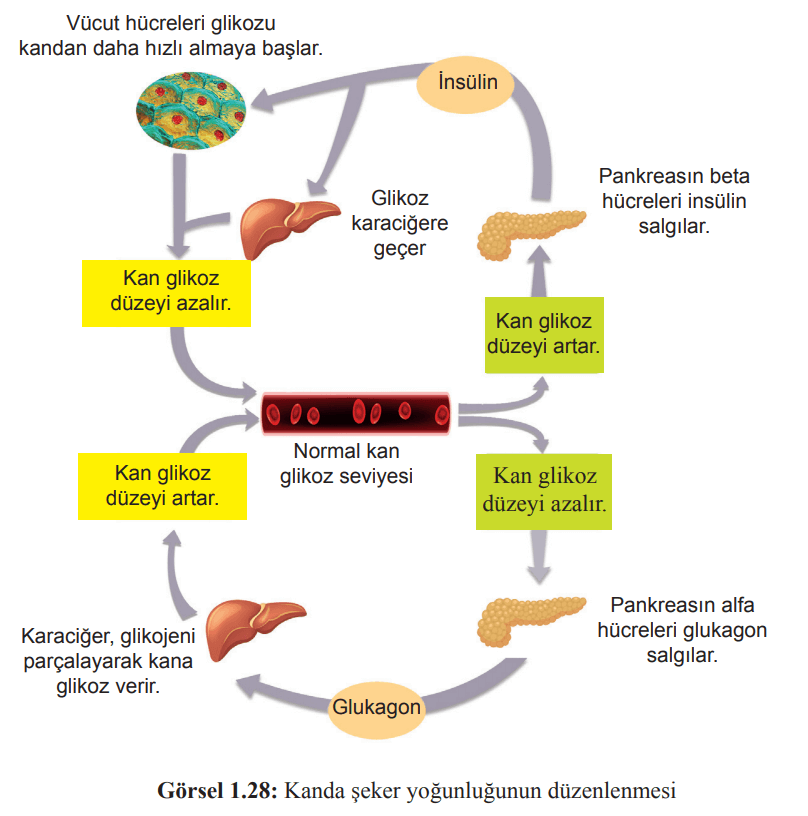 Vücut hücreleri glikozu
kandan daha hızlı almaya başlar.
İnsülin
Glikoz
karaciğere
geçer
Pankreasın beta
hücreleri insülin
salgılar.
Kan glikoz
düzeyi azalır.
Kan glikoz
düzeyi artar.
Normal kan
glikoz seviyesi
Kan glikoz
düzeyi artar.
Kan glikoz
düzeyi azalır.
Karaciğer, glikojeni
parçalayarak kana
glikoz verir.
Pankreasın alfa
hücreleri glukagon
salgılar.
Glukagon
Görsel 1.28: Kanda şeker yoğunluğunun düzenlenmesi